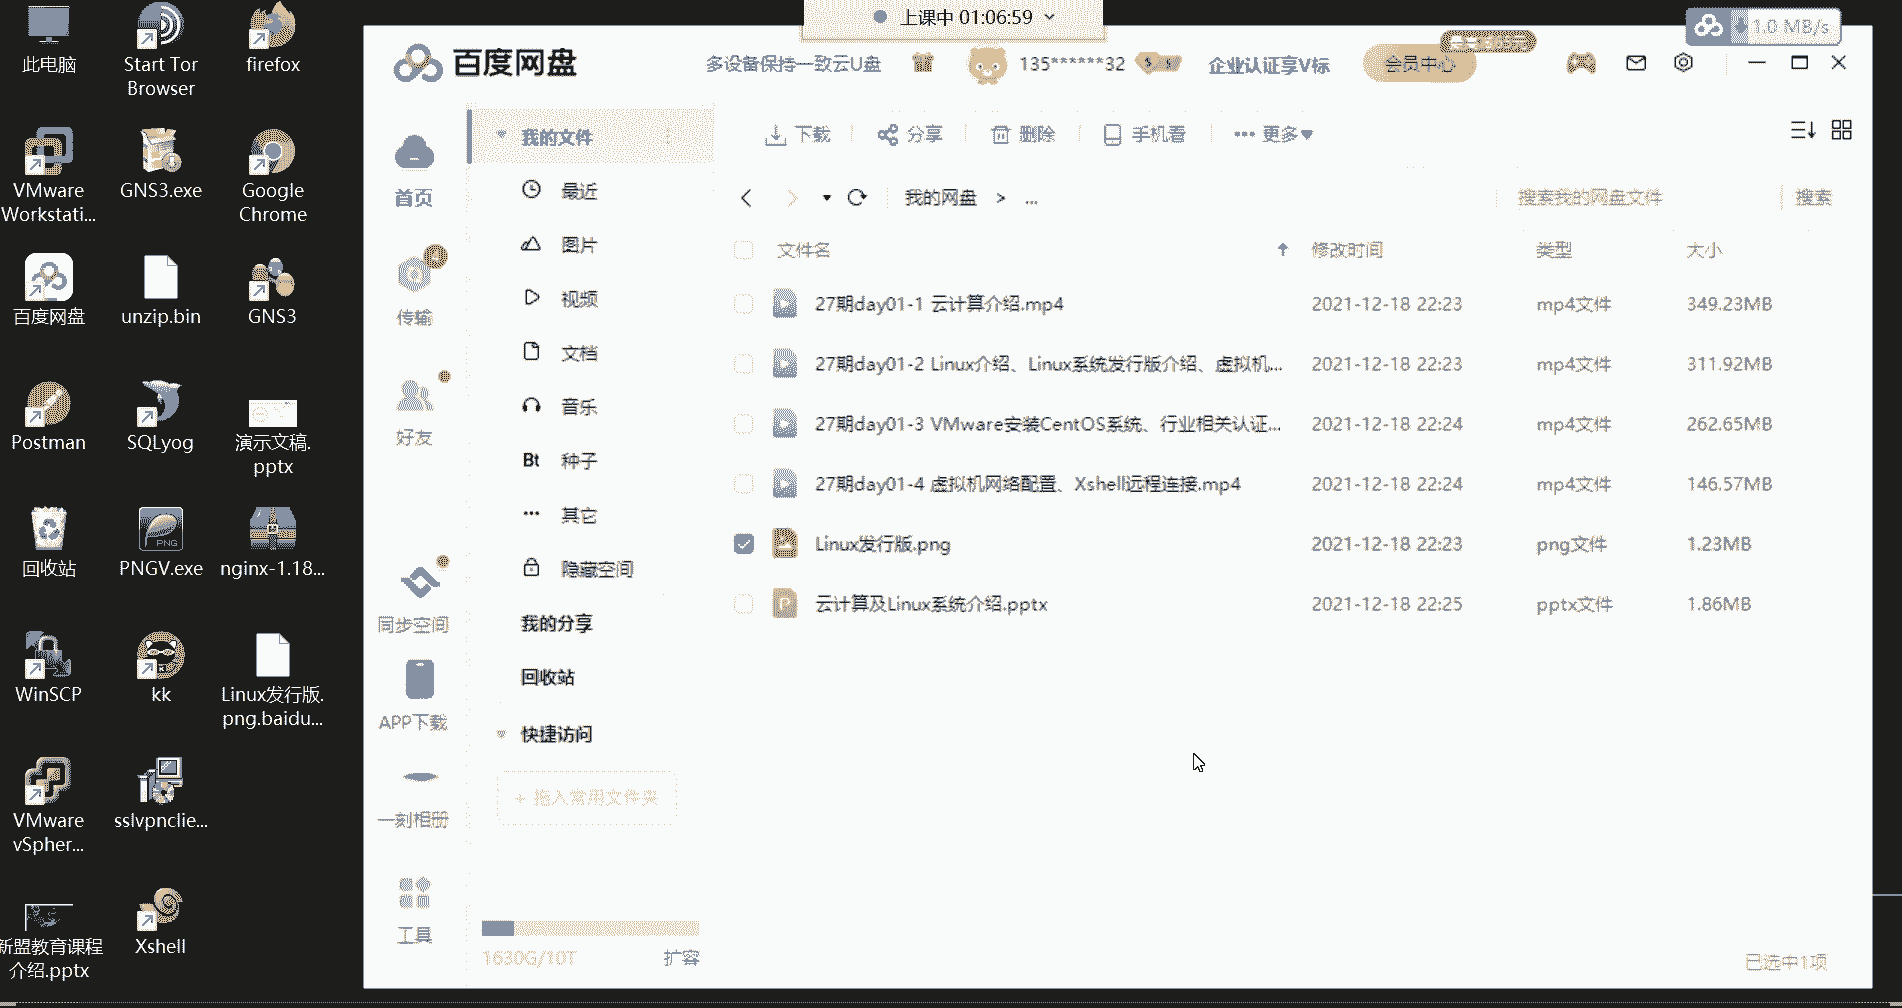 上课中 01:06:59
1.0 MB/s
此电脑
Start Tor
Browser
firefox
VMware
Workstati...
GNS3.exe
Google
Chrome
百度网盘
unzip.bin
GNS3
Postman
SQLyog
演示文稿.
pptx
回收站
PNG
PNGV.exe
nginx-1.18...
WinSCP
kk
Linux发行版.
png.baidu...
VMware
vSpher...
sslvpnclie...
新盟教育课程
介绍.pptx
Xshell
百度网盘
多设备保持一致云U盘
135******32
企业认证享V标
会员中心
首页
传输
好友
同步空间
APP下载
一刻相册
工具
我的文件
最近
图片
视频
文档
音乐
Bt 种子
其它
隐藏空间
我的分享
回收站
快捷访问
+ 拖入常用文件夹
1630G/10T 扩容
下载
分享
删除
手机看
更多
我的网盘 > ...
搜索我的网盘文件
搜索
文件名 修改时间 类型 大小
27期day01-1 云计算介绍.mp4 2021-12-18 22:23 mp4文件 349.23MB
27期day01-2 Linux介绍、Linux系统发行版介绍、虚拟机... 2021-12-18 22:23 mp4文件 311.92MB
27期day01-3 VMware安装CentOS系统、行业相关认证... 2021-12-18 22:24 mp4文件 262.65MB
27期day01-4 虚拟机网络配置、Xshell远程连接.mp4 2021-12-18 22:24 mp4文件 146.57MB
Linux发行版.png 2021-12-18 22:23 png文件 1.23MB
云计算及Linux系统介绍.pptx 2021-12-18 22:25 pptx文件 1.86MB
已选中1项